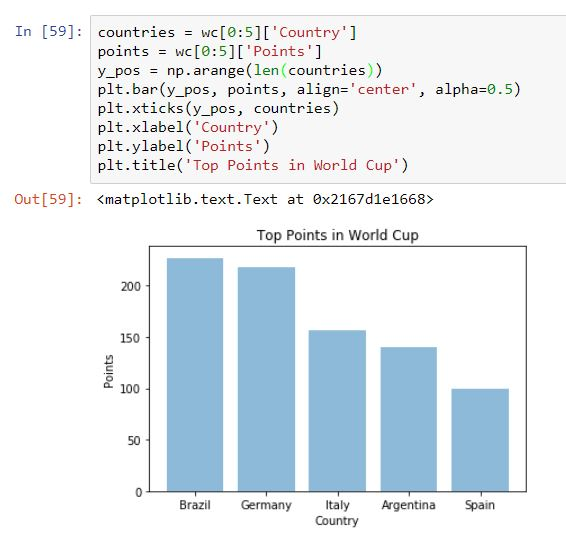 In [59]: countries = wc[0:5]['Country']
points = wc[0:5]['Points']
y_pos = np.arange(len(countries))
plt.bar(y_pos, points, align='center', alpha=0.5)
plt.xticks(y_pos, countries)
plt.xlabel('Country')
plt.ylabel('Points')
plt.title('Top Points in World Cup')
Out[59]: <matplotlib.text.Text at 0x2167d1e1668>
Top Points in World Cup
200
150
100
50
0
Points
Brazil Germany Italy Argentina Spain
Country